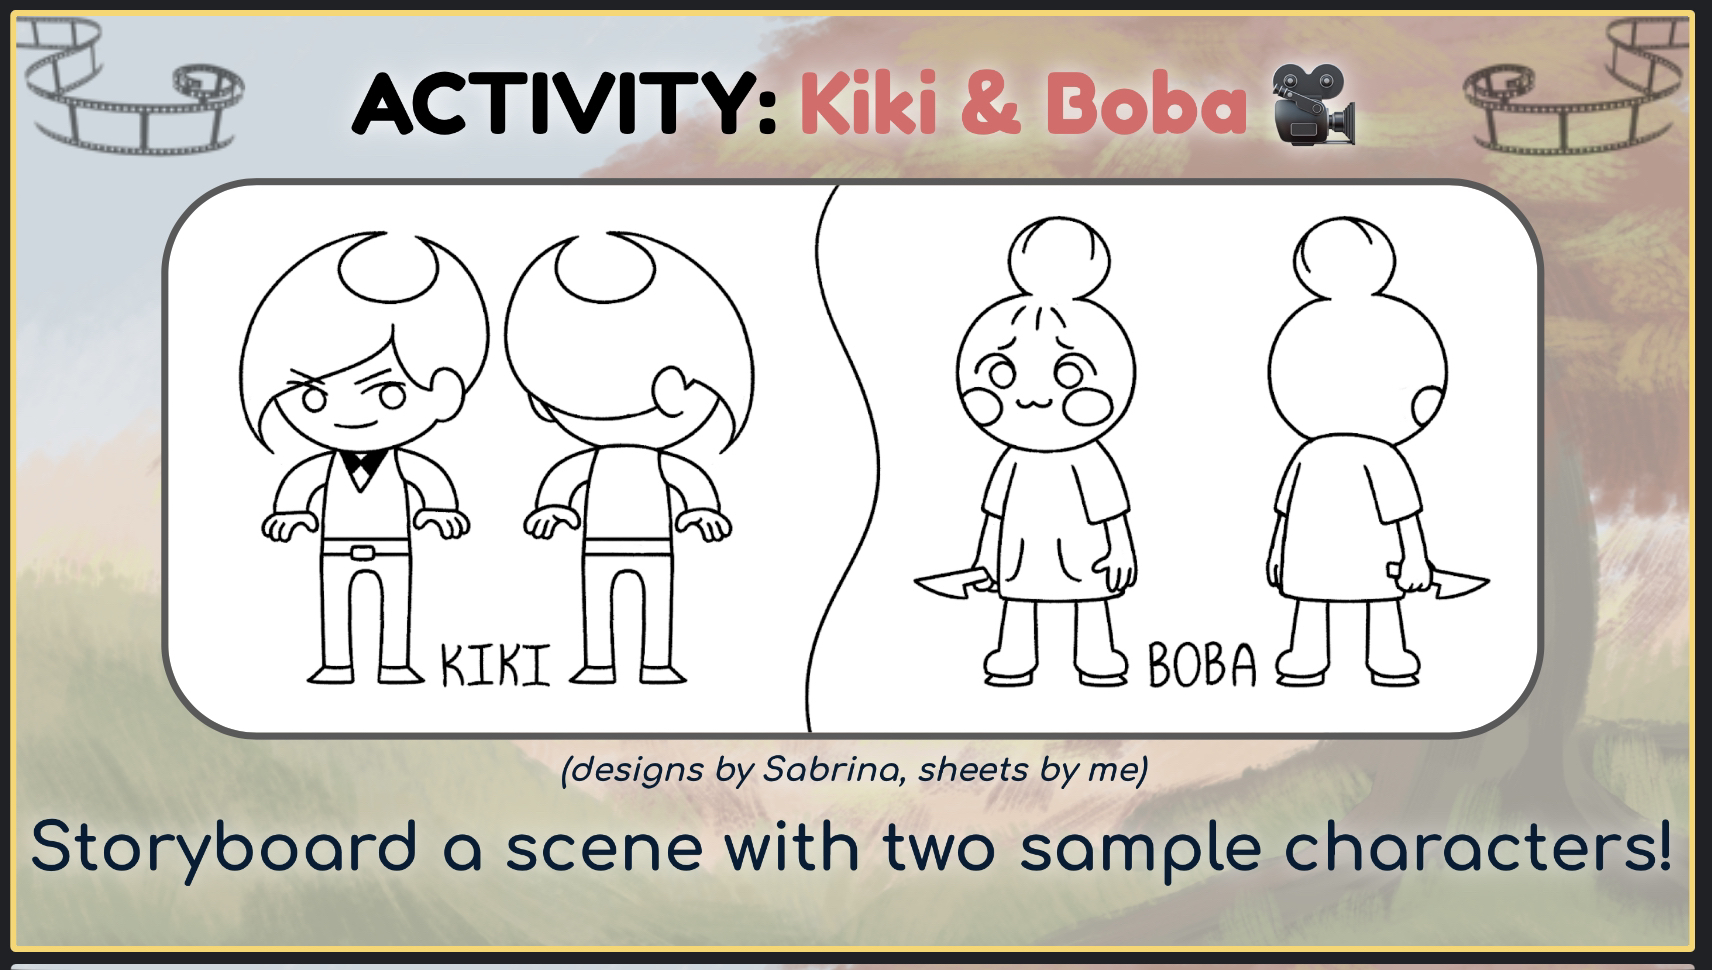 ACTIVITY: Kiki & Boba
KIKI
BOBA
(designs by Sabrina, sheets by me)
Storyboard a scene with two sample characters!